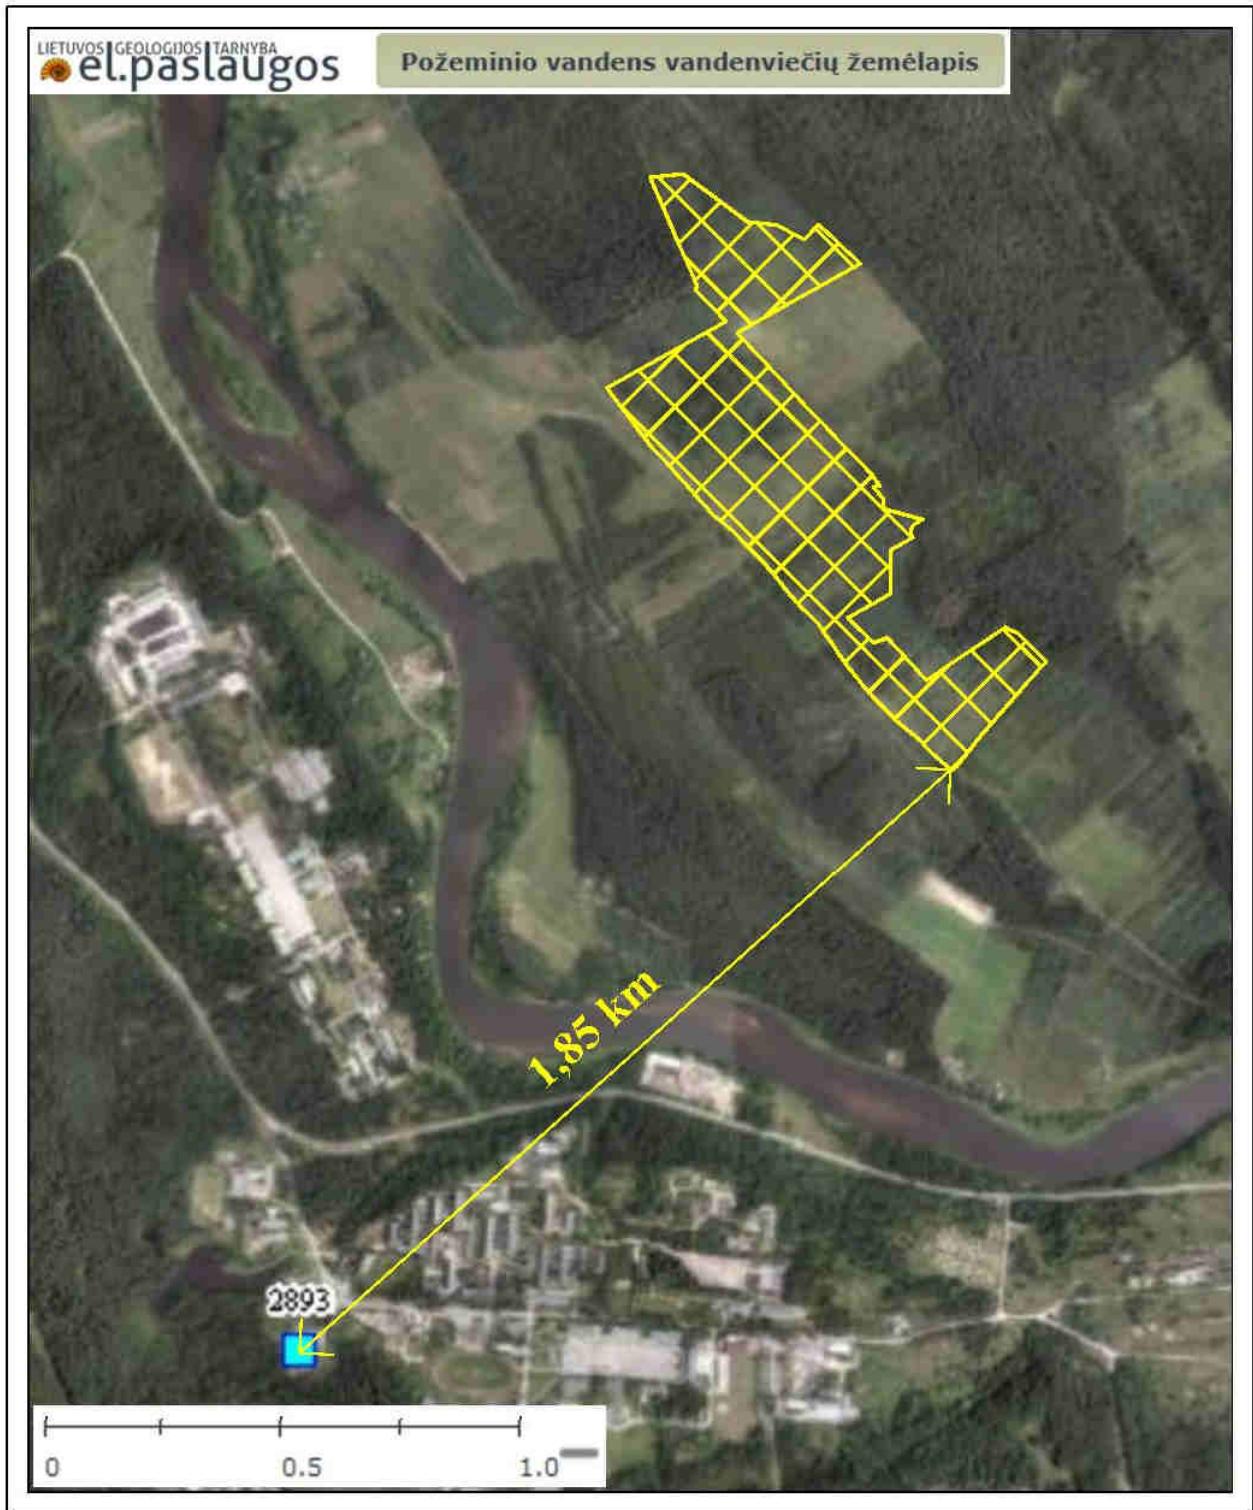 LIETUVOS GEOLOGIJOS TARNYBA
el.paslaugos
Požeminio vandens vandenviečių žemėlapis
1,85 km
2893
0 0.5 1.0